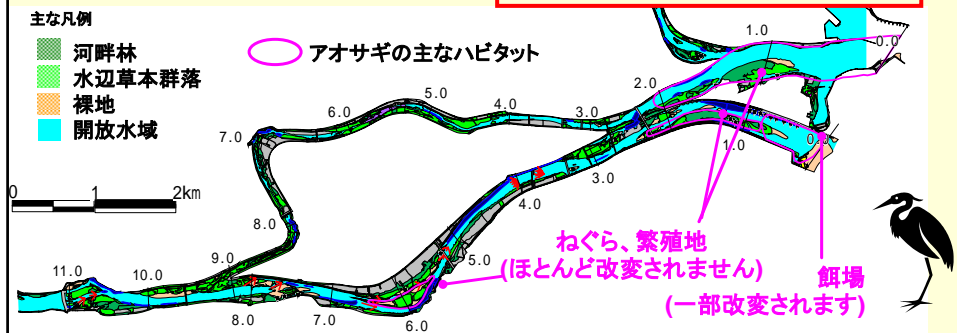 主な凡例
河畔林
水辺草本群落
裸地
開放水域
アオサギの主なハビタット
0 1 2km
0.0
1.0
2.0
3.0
4.0
5.0
6.0
7.0
8.0
9.0
10.0
11.0
1.0
3.0
4.0
5.0
6.0
7.0
8.0
ねぐら、繁殖地
(ほとんど改変されません)
餌場
(一部改変されます)